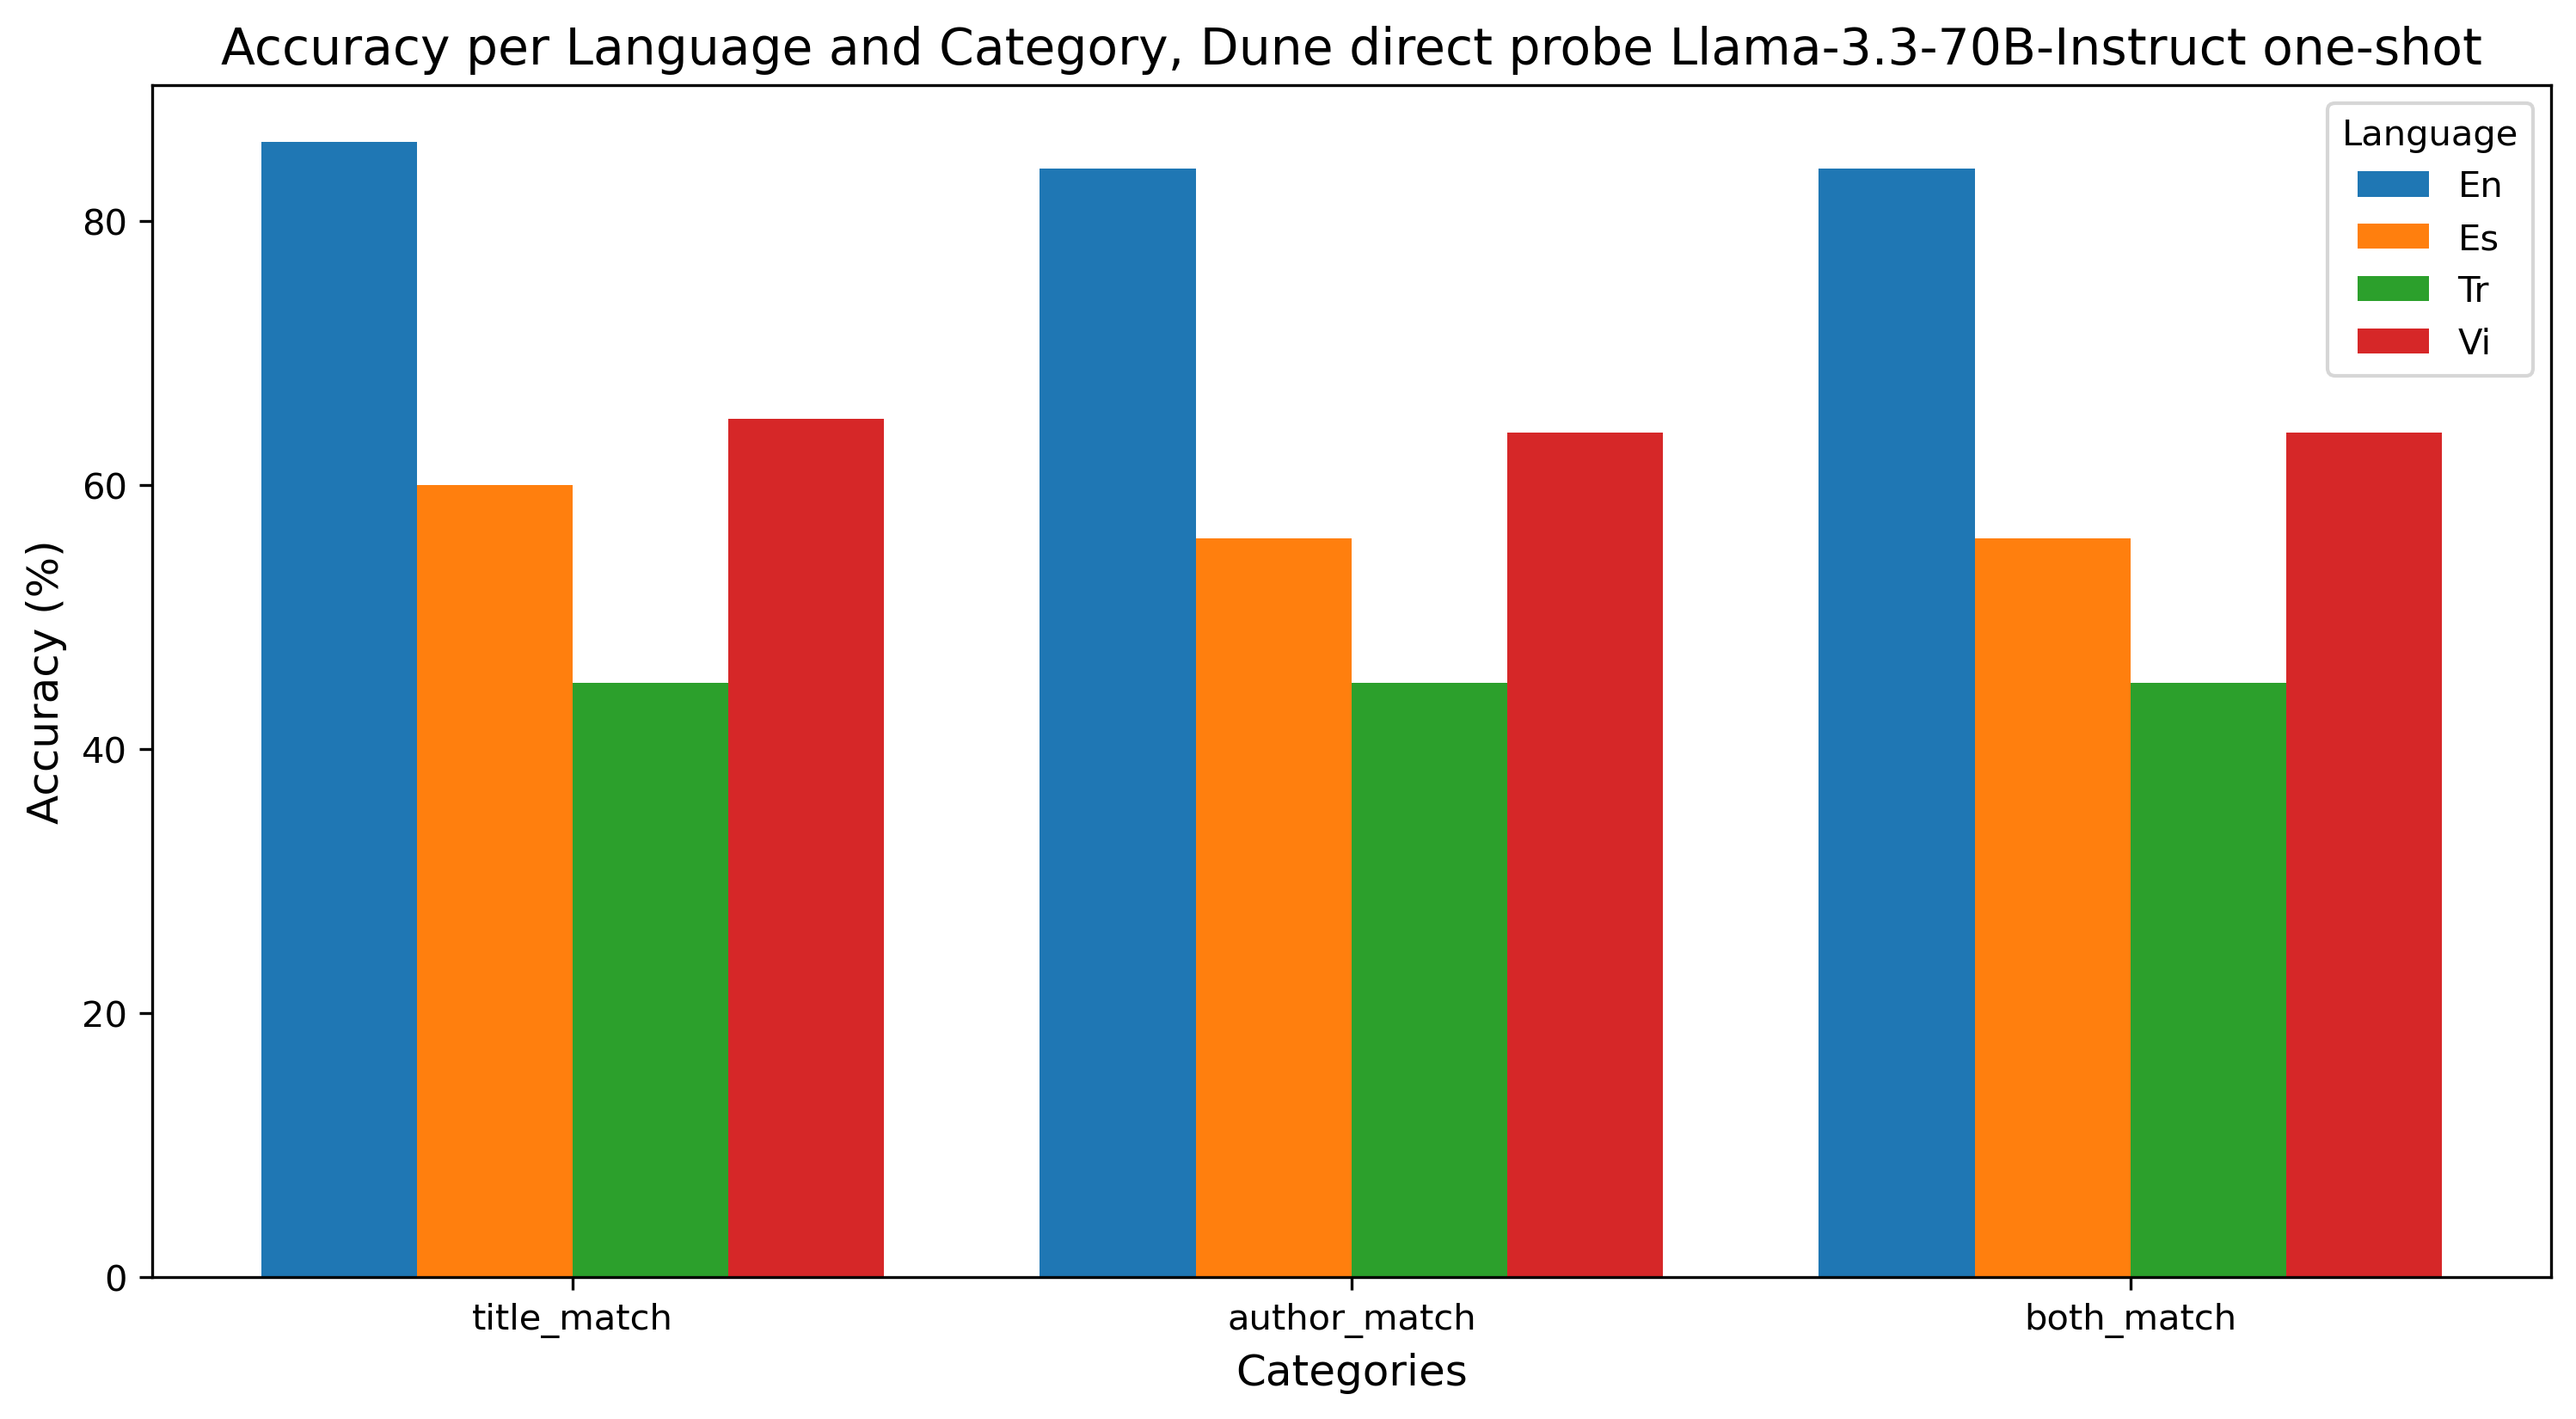 Accuracy per Language and Category, Dune direct probe Llama-3.3-70B-Instruct one-shot
Language
En
Es
Tr
Vi
Accuracy (%)
80
60
40
20
0
title_match author_match both_match
Categories